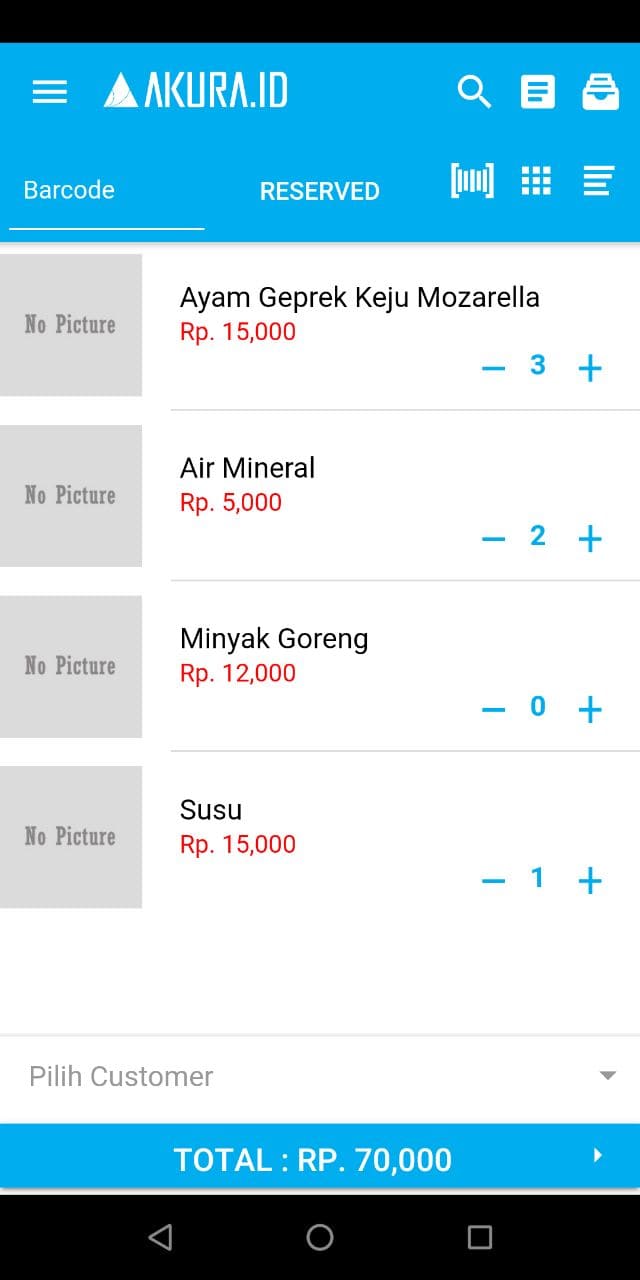 AKURA.ID
Barcode
RESERVED
No Picture
Ayam Geprek Keju Mozarella
Rp. 15,000
3
No Picture
Air Mineral
Rp. 5,000
2
No Picture
Minyak Goreng
Rp. 12,000
0
No Picture
Susu
Rp. 15,000
1
Pilih Customer
TOTAL : RP. 70,000